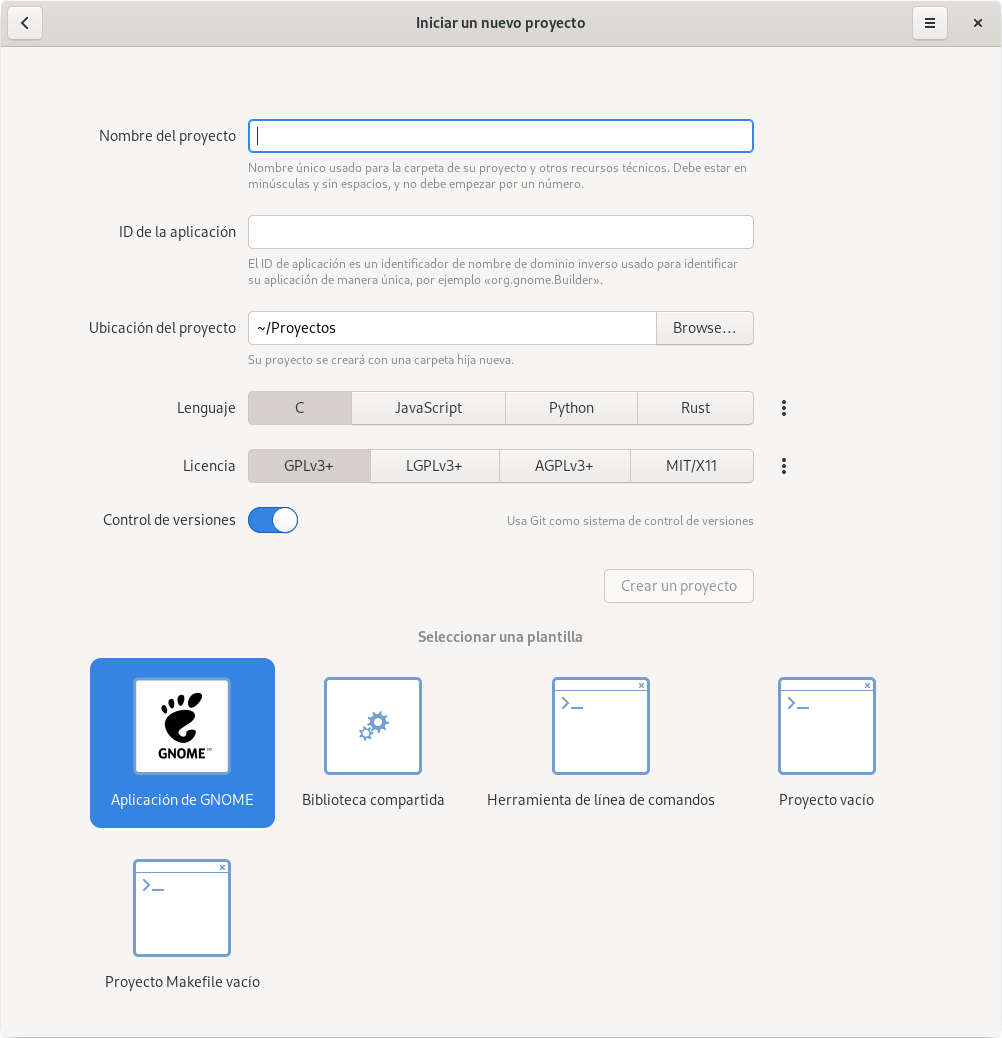 Iniciar un nuevo proyecto
Nombre del proyecto
Nombre único usado para la carpeta de su proyecto y otros recursos técnicos. Debe estar en
minúsculas y sin espacios, y no debe empezar por un número.
ID de la aplicación
El ID de aplicación es un identificador de nombre de dominio inverso usado para identificar
su aplicación de manera única, por ejemplo «org.gnome.Builder».
Ubicación del proyecto ~/Proyectos Browse...
Su proyecto se creará con una carpeta hija nueva.
Lenguaje C JavaScript Python Rust
Licencia GPLv3+ LGPLv3+ AGPLv3+ MIT/X11
Control de versiones Usa Git como sistema de control de versiones
Crear un proyecto
Seleccionar una plantilla
GNOME™
Aplicación de GNOME Biblioteca compartida Herramienta de línea de comandos Proyecto vacío
Proyecto Makefile vacío